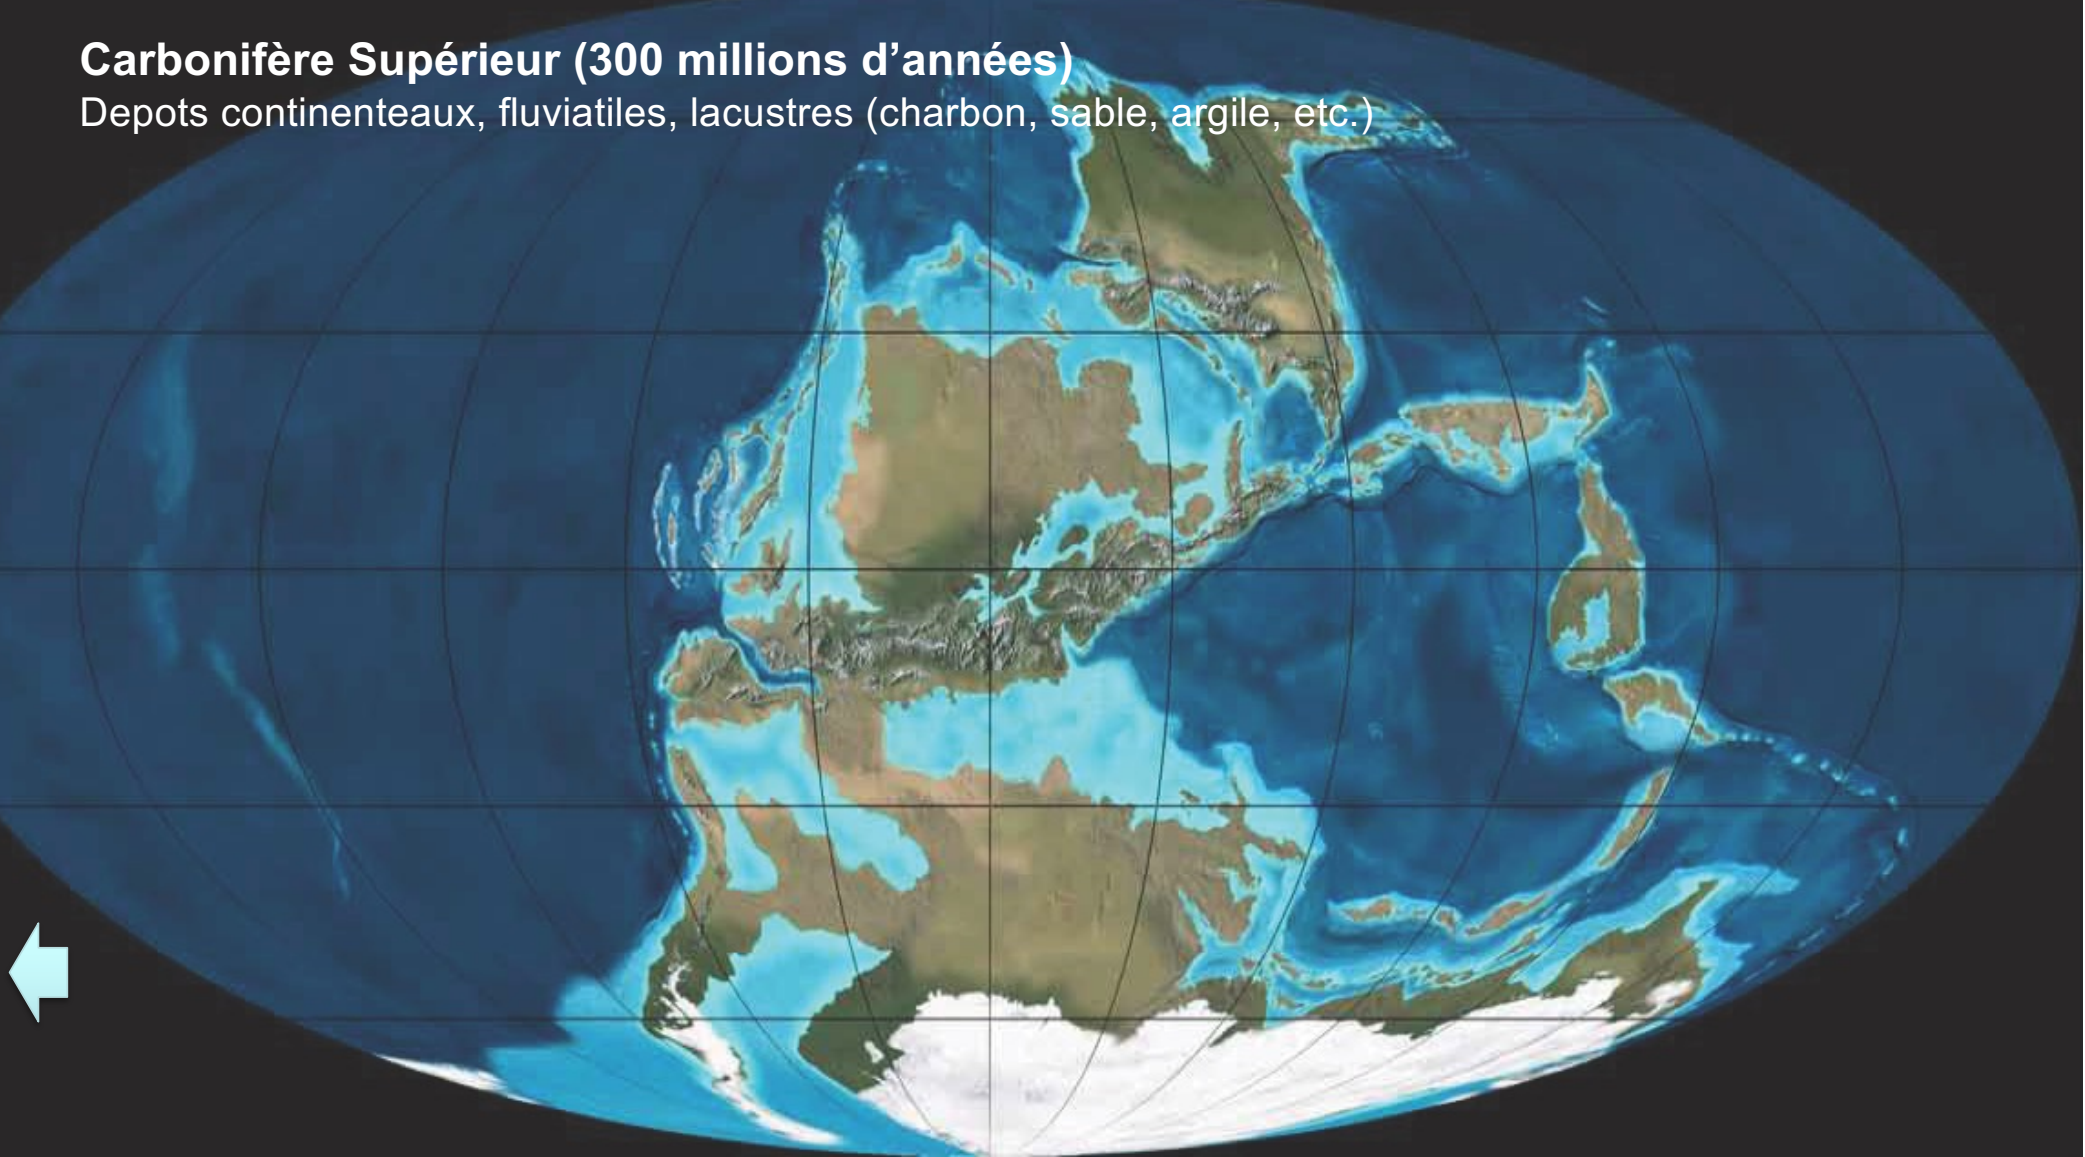 Carbonifère Supérieur (300 millions d’années)
Depots continenteaux, fluviatiles, lacustres (charbon, sable, argile, etc.)